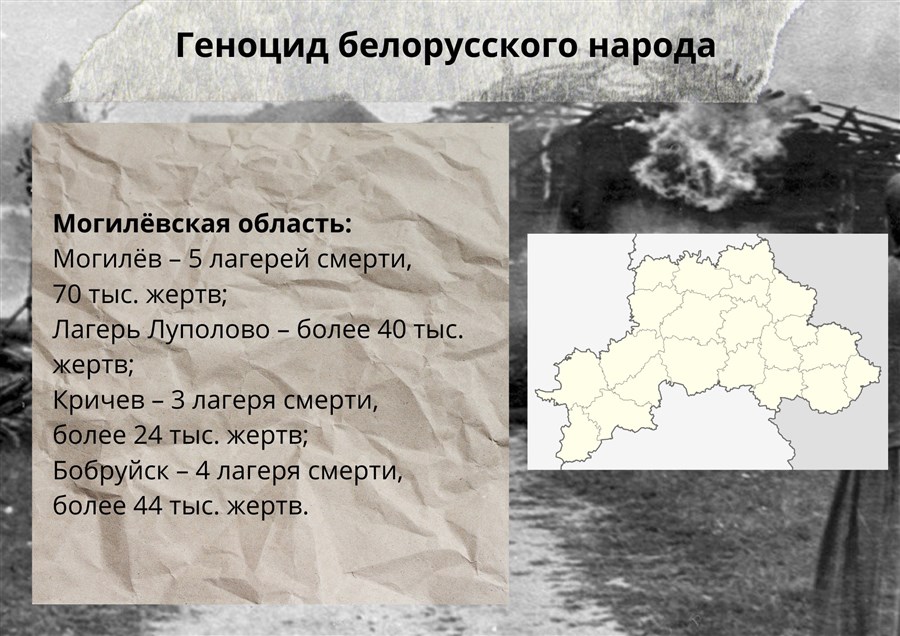 Геноцид белорусского народа
Могилёвская область:
Могилёв – 5 лагерей смерти,
70 тыс. жертв;
Лагерь Луполово – более 40 тыс.
жертв;
Кричев – 3 лагеря смерти,
более 24 тыс. жертв;
Бобруйск – 4 лагеря смерти,
более 44 тыс. жертв.